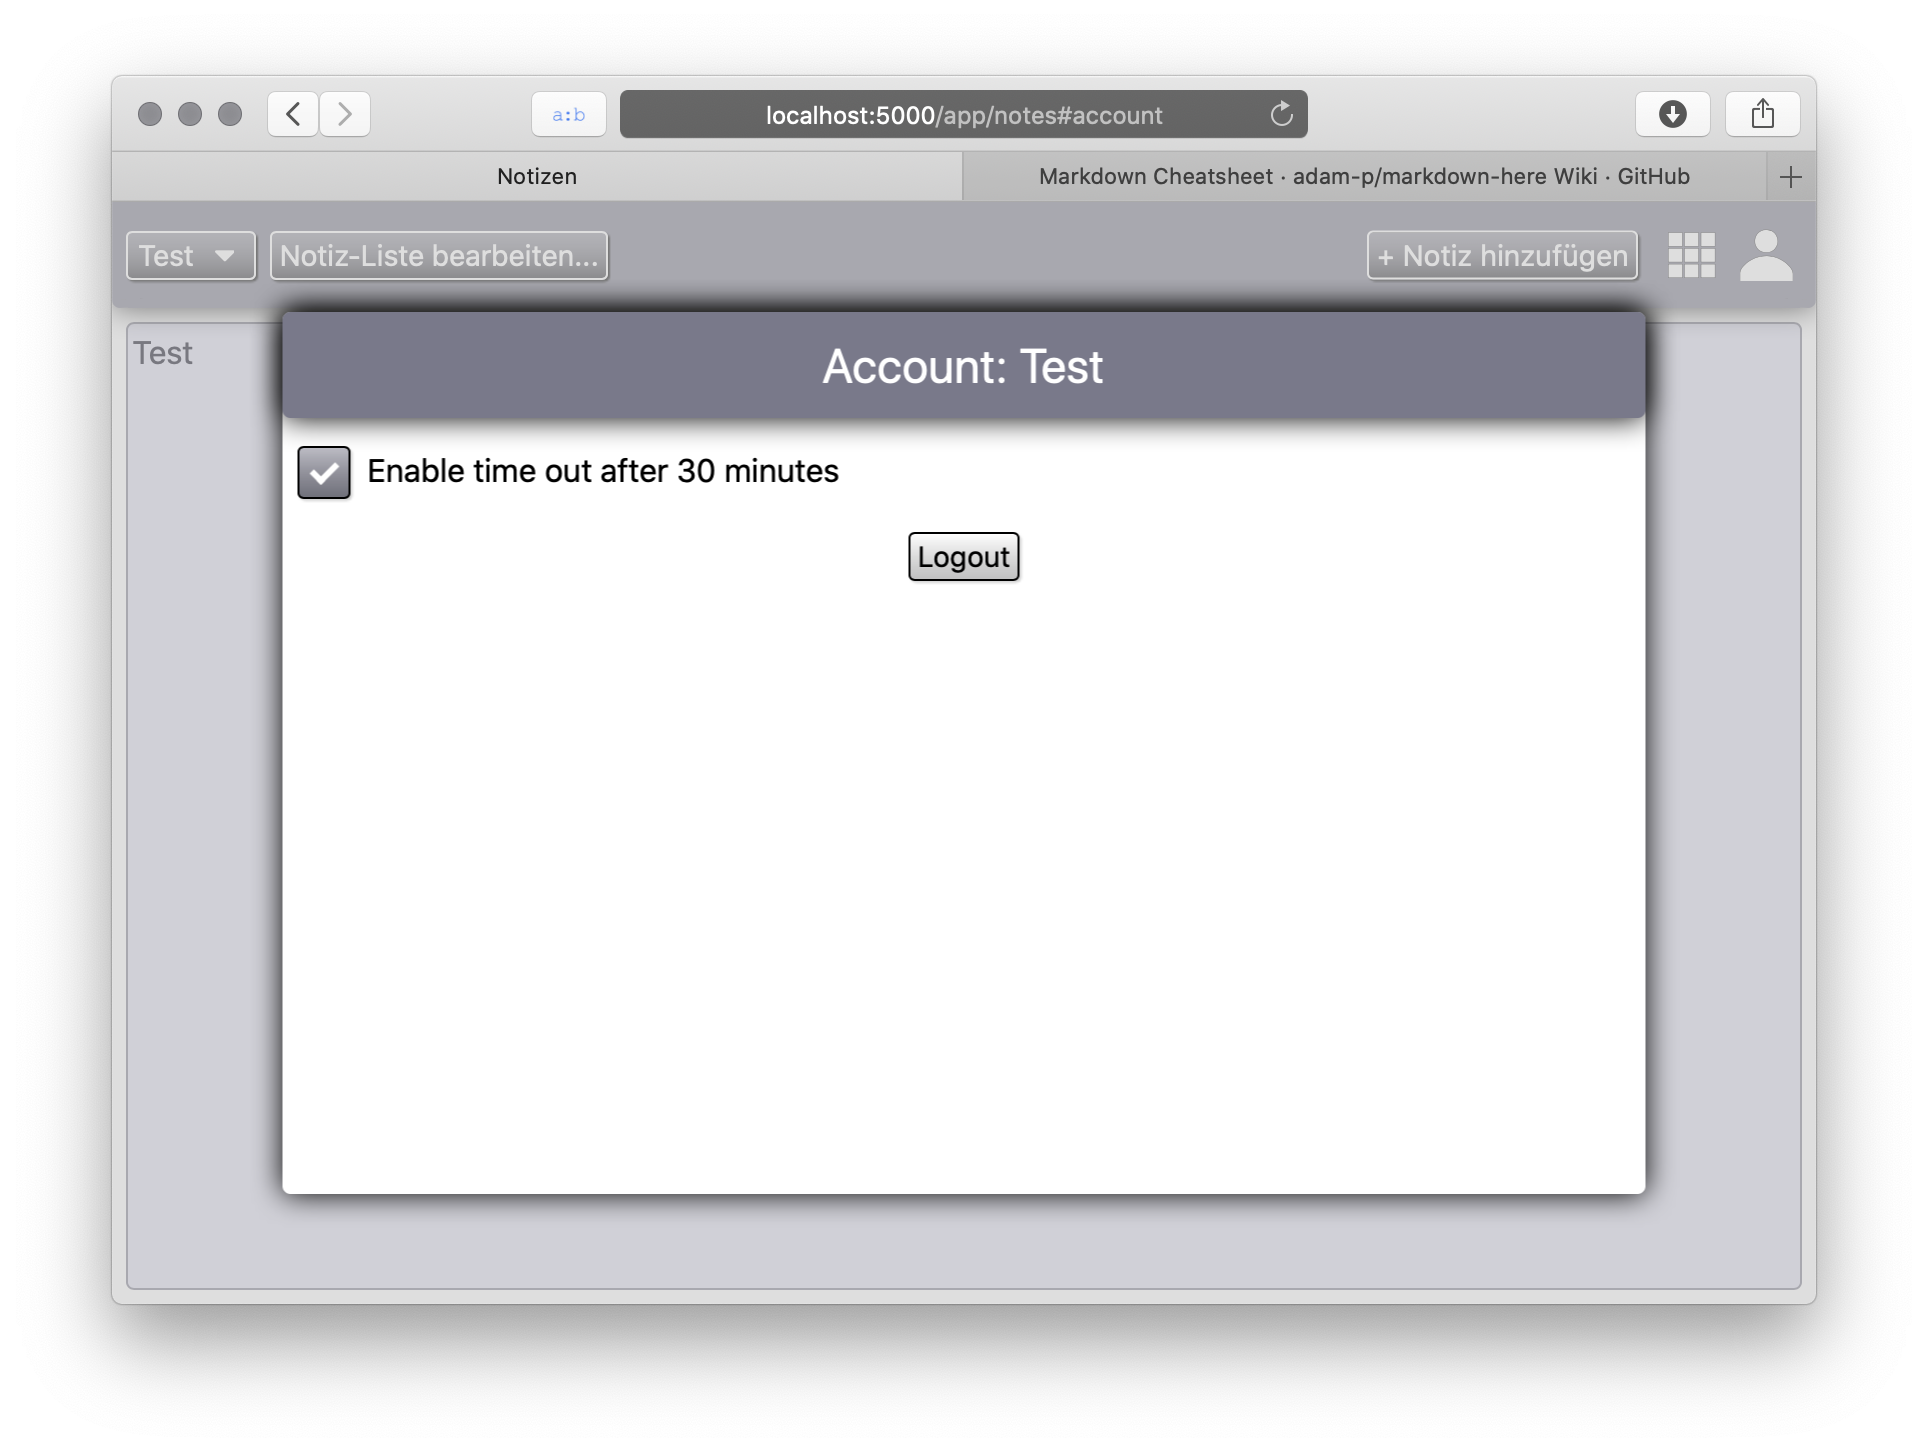 a:b
localhost:5000/app/notes#account
Notizen
Markdown Cheatsheet · adam-p/markdown-here Wiki · GitHub
Test
Notiz-Liste bearbeiten...
+ Notiz hinzufügen
Test
Account: Test
Enable time out after 30 minutes
Logout